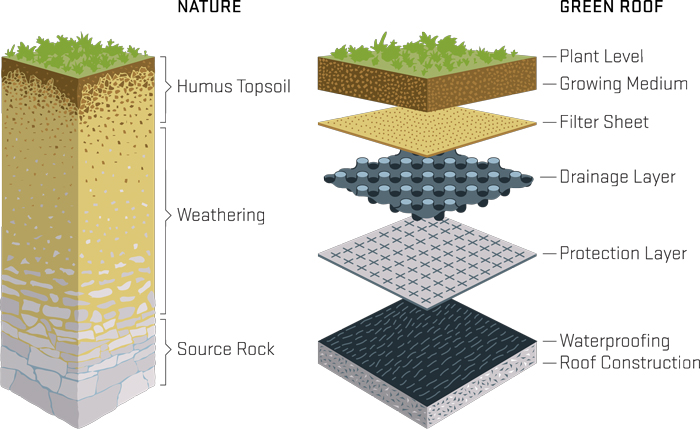 NATURE
Humus Topsoil
Weathering
Source Rock
GREEN ROOF
Plant Level
Growing Medium
Filter Sheet
Drainage Layer
Protection Layer
Waterproofing
Roof Construction